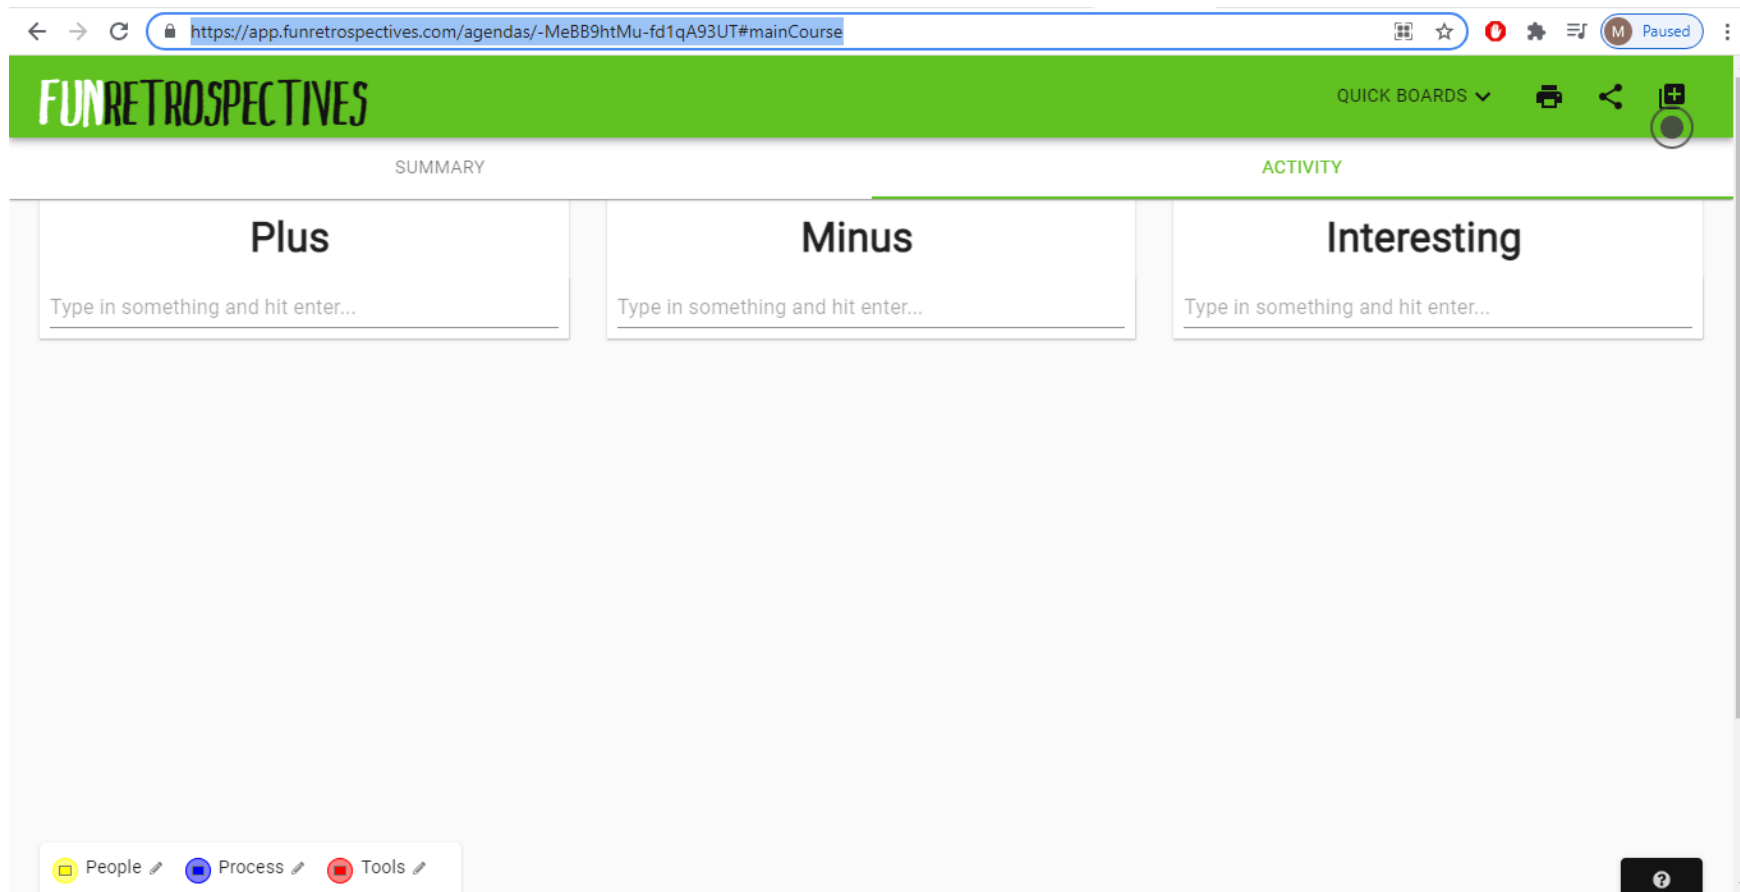 https://app.funretrospectives.com/agendas/-MeBB9htMu-fd1qA93UT#mainCourse
M Paused
FUNRETROSPECTIVES
QUICK BOARDS
SUMMARY ACTIVITY
Plus Minus Interesting
Type in something and hit enter... Type in something and hit enter... Type in something and hit enter...
People Process Tools
?